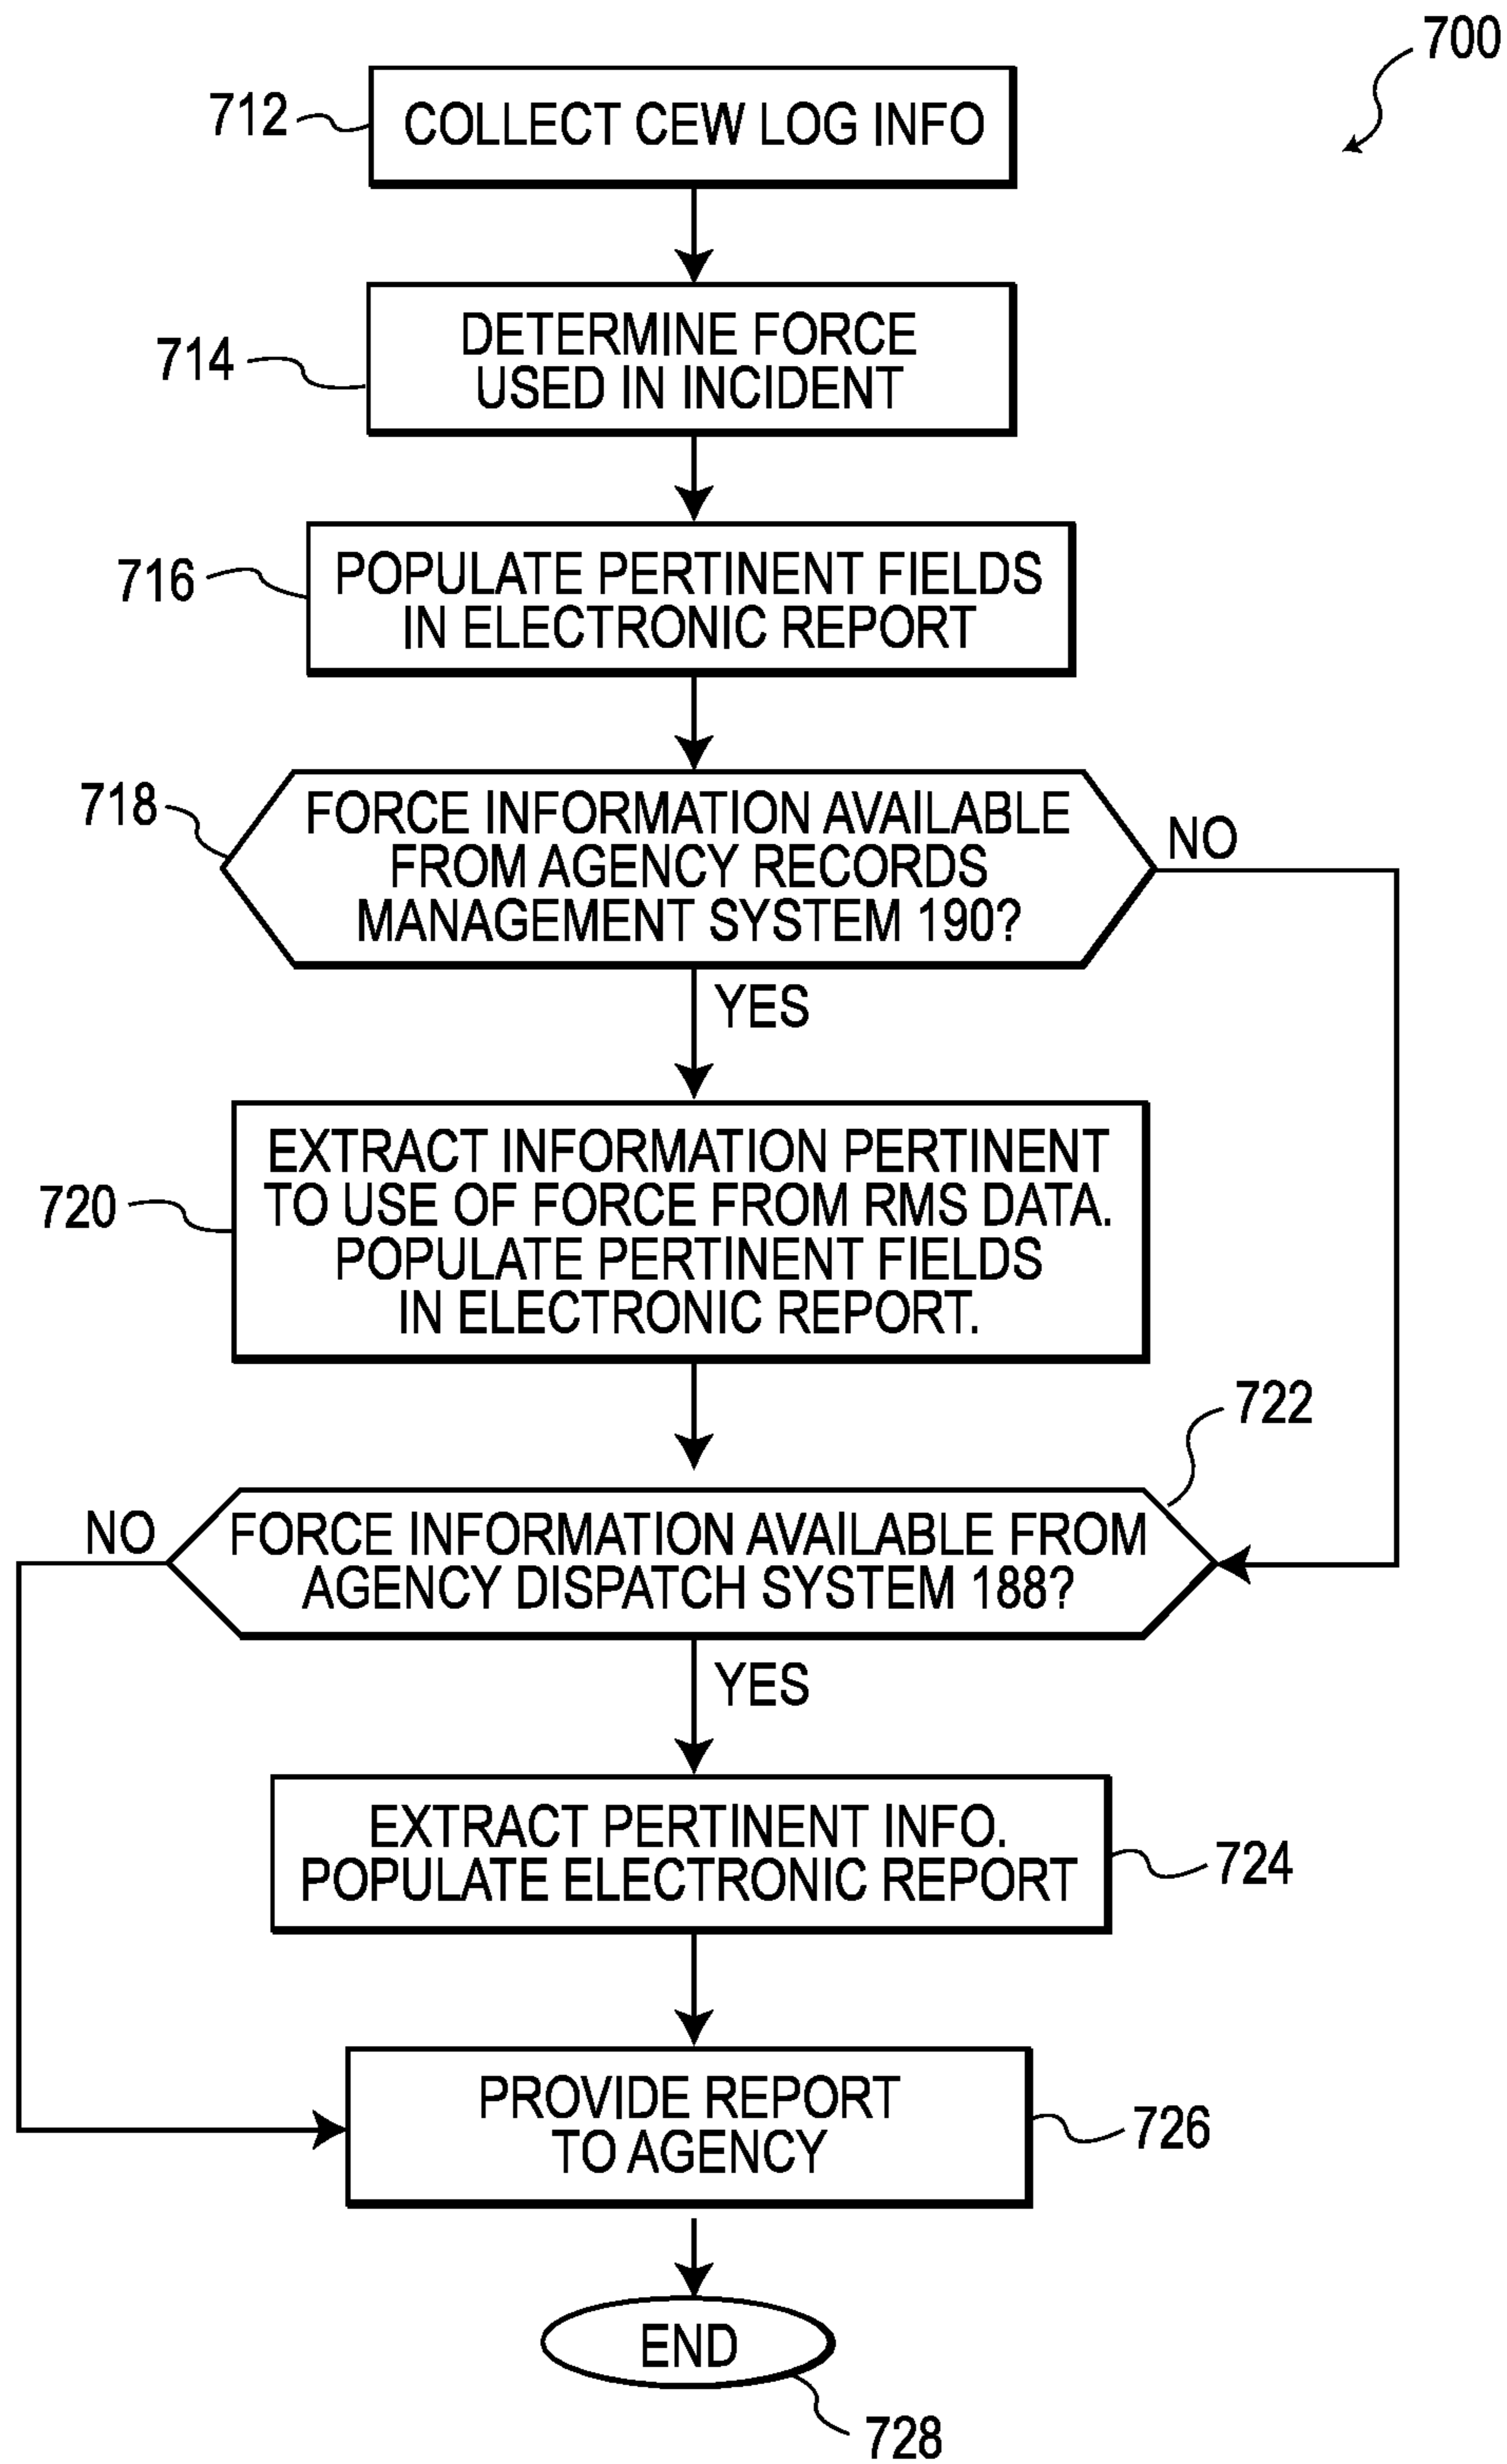 700
712
COLLECT CEW LOG INFO
714
DETERMINE FORCE
USED IN INCIDENT
716
POPULATE PERTINENT FIELDS
IN ELECTRONIC REPORT
718
FORCE INFORMATION AVAILABLE
FROM AGENCY RECORDS
MANAGEMENT SYSTEM 190?
NO
YES
720
EXTRACT INFORMATION PERTINENT
TO USE OF FORCE FROM RMS DATA.
POPULATE PERTINENT FIELDS
IN ELECTRONIC REPORT.
722
NO
FORCE INFORMATION AVAILABLE FROM
AGENCY DISPATCH SYSTEM 188?
YES
EXTRACT PERTINENT INFO.
POPULATE ELECTRONIC REPORT
724
PROVIDE REPORT
TO AGENCY
726
END
728